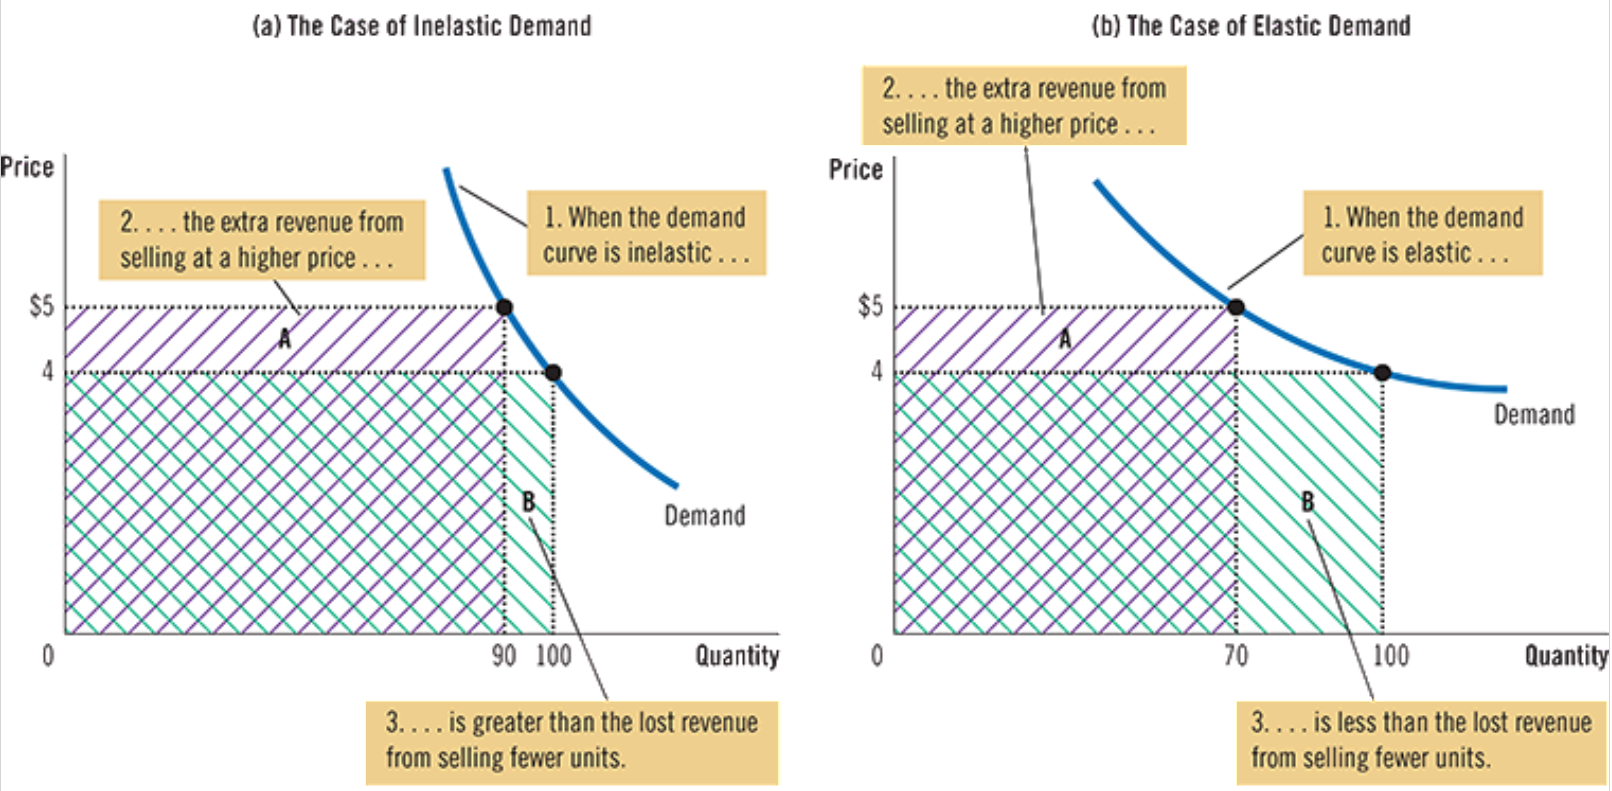 (a) The Case of Inelastic Demand
Price
2. . . . the extra revenue from
selling at a higher price . . .
1. When the demand
curve is inelastic . . .
$5
A
4
B
Demand
0
90
100
Quantity
3. . . . is greater than the lost revenue
from selling fewer units.
(b) The Case of Elastic Demand
2. . . . the extra revenue from
selling at a higher price . . .
Price
1. When the demand
curve is elastic . . .
$5
A
4
Demand
B
0
70
100
Quantity
3. . . . is less than the lost revenue
from selling fewer units.